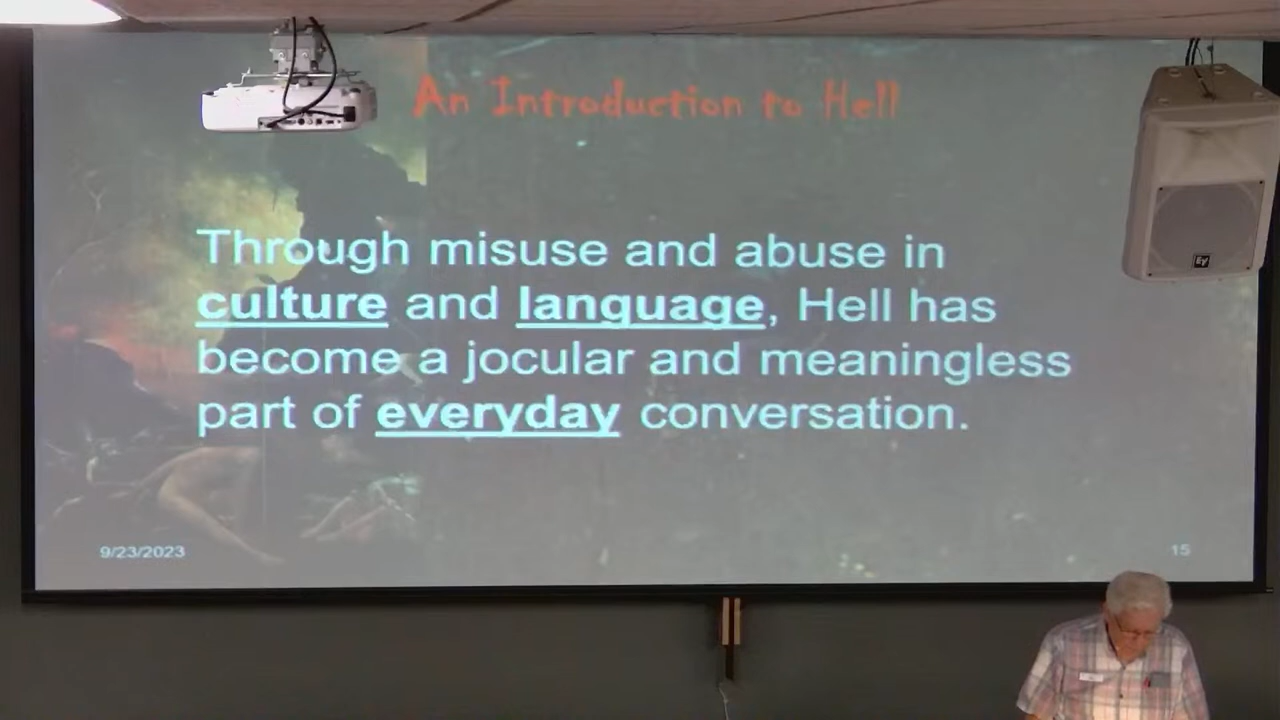 An Introduction to Hell
Through misuse and abuse in
culture and language, Hell has
become a jocular and meaningless
part of everyday conversation.
9/23/2023
15
EV